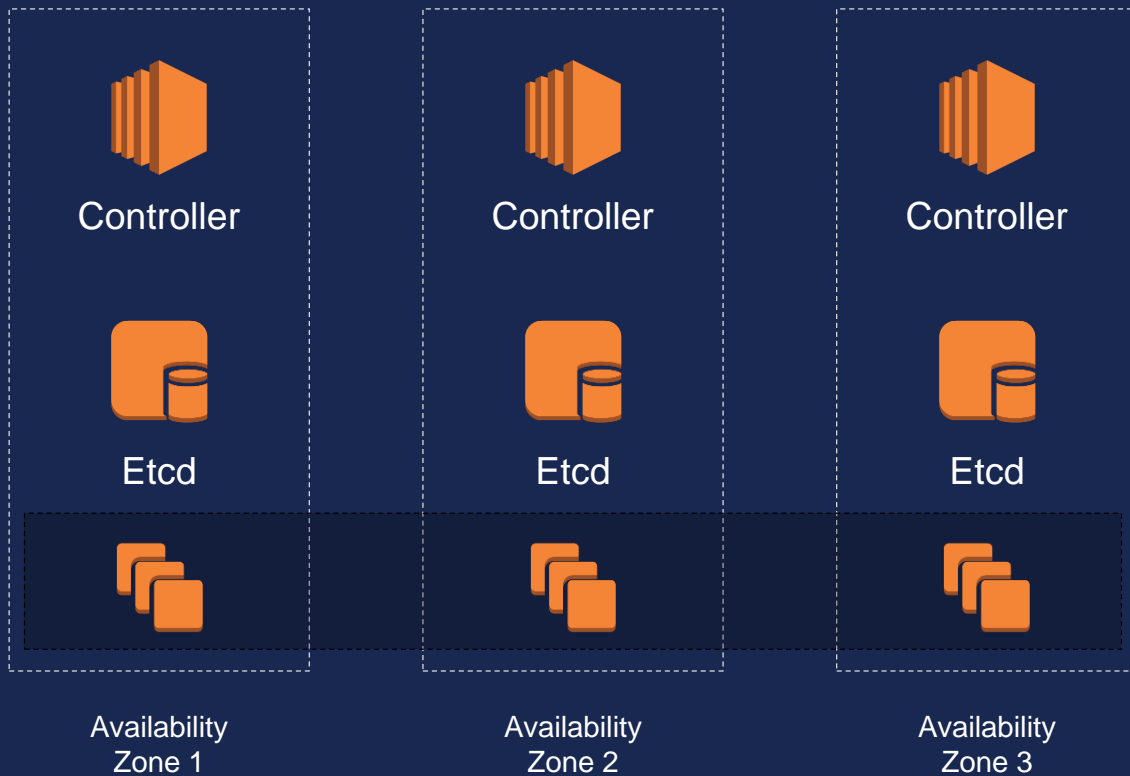 Controller
Controller
Controller
Etcd
Etcd
Etcd
Availability
Zone 1
Availability
Zone 2
Availability
Zone 3